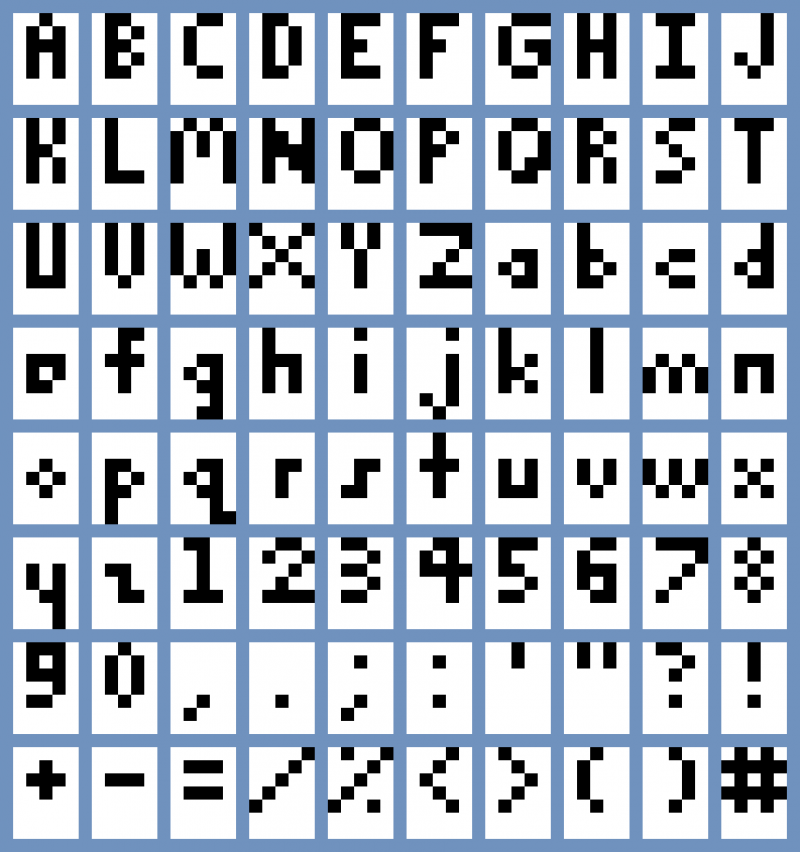 A B C D E F G H I J
K L M N O P Q R S T
U V W X Y Z a b c d
e f g h i j k l m n
o p q r s t u v w x
y z 1 2 3 4 5 6 7 8
9 0 , . ; : ' " ? !
+ - = / % < > ( )